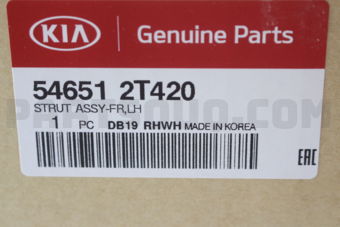 KIA Genuine Parts
54651 2T420
STRUT ASSY-FR,LH
1 PC DB19 RHWH MADE IN KOREA
EAC